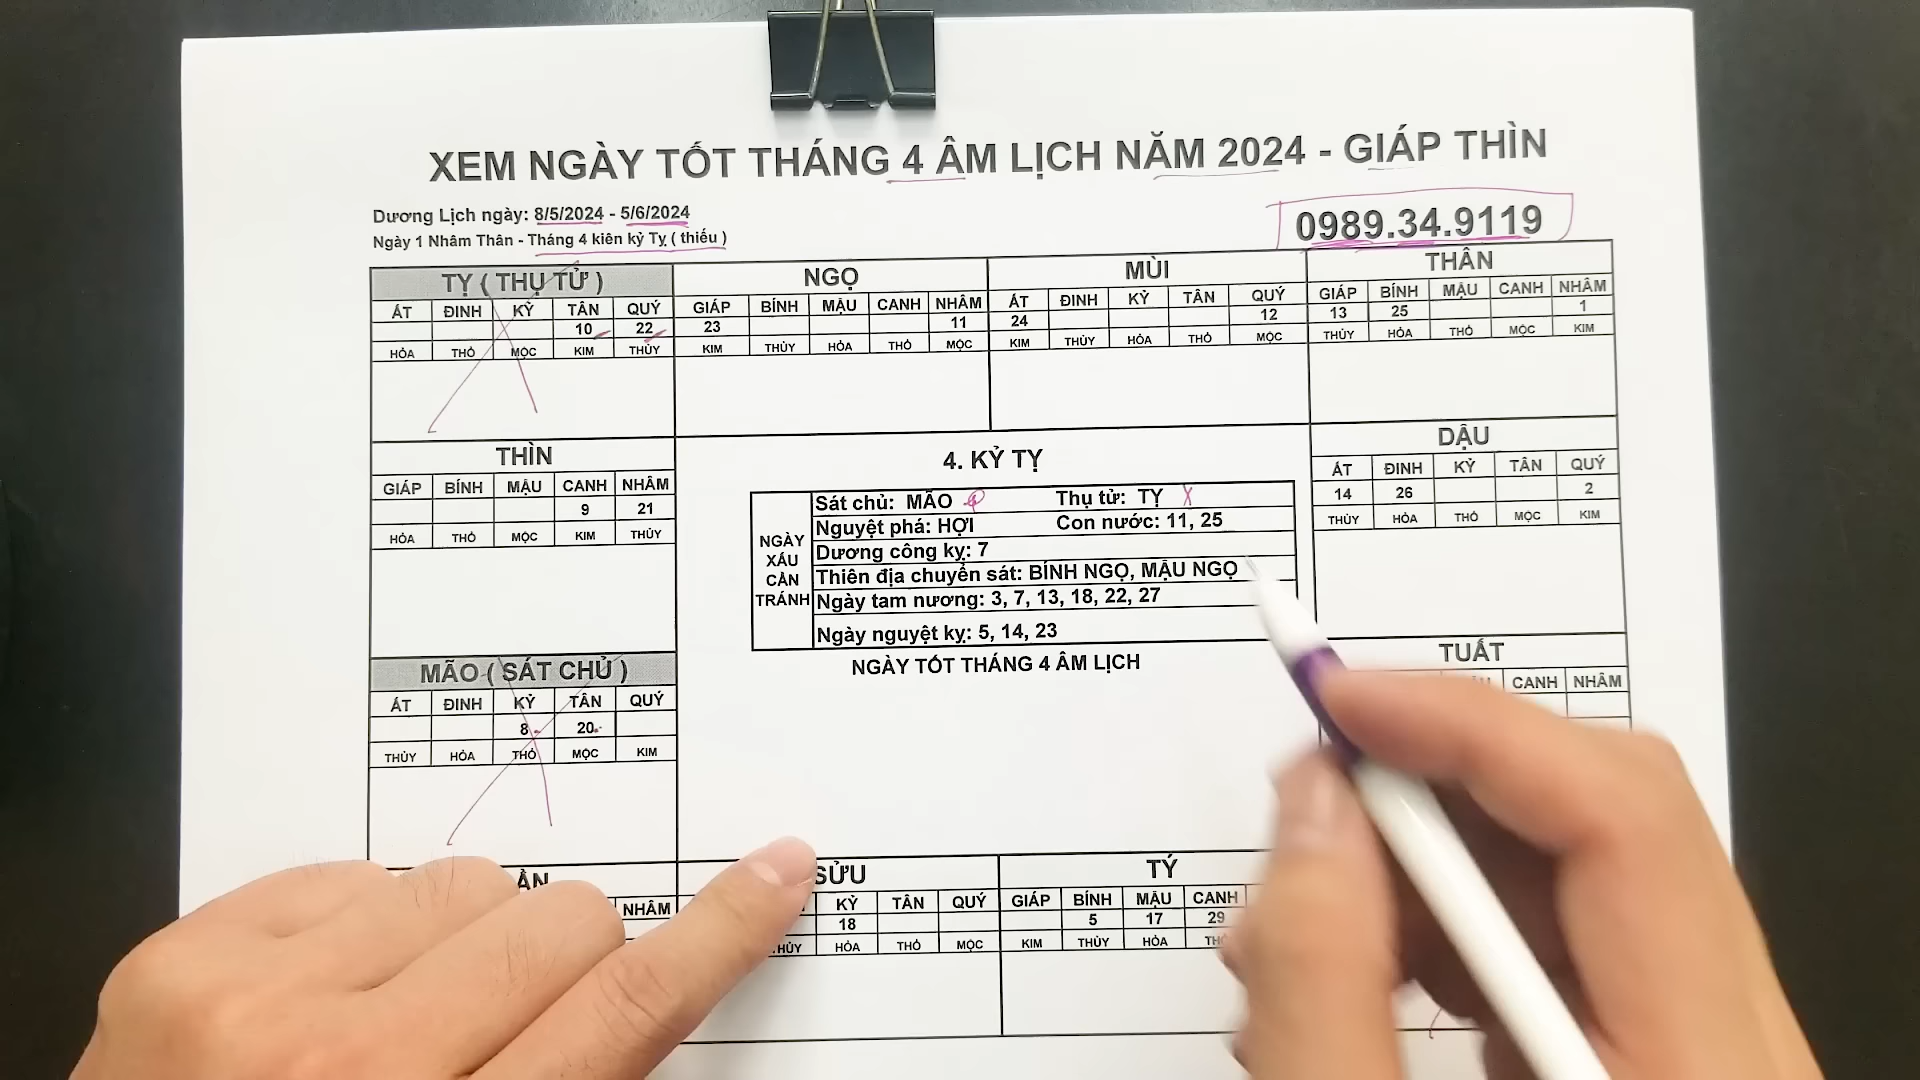 XEM NGÀY TỐT THÁNG 4 ÂM LỊCH NĂM 2024 - GIÁP THÌN
Dương Lịch ngày: 8/5/2024 - 5/6/2024
0989.34.9119
Ngày 1 Nhâm Thân - Tháng 4 kiên kỷ Tỵ ( thiếu )
TỴ ( THỤ TỬ )
ÁT ĐINH KỶ TÂN QUÝ
10 22
HỎA THỔ MỘC KIM THỦY
NGỌ
GIÁP BÍNH MẬU CANH NHÂM
23 11
KIM THỦY HỎA THỔ MỘC
MÙI
ÁT ĐINH KỶ TÂN QUÝ
24 12
KIM THỦY HỎA THỔ MỘC
THÂN
GIÁP BÍNH MẬU CANH NHÂM
13 25 1
THỦY HỎA THỔ MỘC KIM
THÌN
GIÁP BÍNH MẬU CANH NHÂM
9 21
HỎA THỔ MỘC KIM THỦY
4. KỶ TỴ
NGÀY XẤU CẦN TRÁNH
Sát chủ: MÃO Thụ tử: TỴ
Nguyệt phá: HỢI Con nước: 11, 25
Dương công kỵ: 7
Thiên địa chuyển sát: BÍNH NGỌ, MẬU NGỌ
Ngày tam nương: 3, 7, 13, 18, 22, 27
Ngày nguyệt kỵ: 5, 14, 23
NGÀY TỐT THÁNG 4 ÂM LỊCH
DẬU
ÁT ĐINH KỶ TÂN QUÝ
14 26 2
THỦY HỎA THỔ MỘC KIM
MÃO ( SÁT CHỦ )
ÁT ĐINH KỶ TÂN QUÝ
8 20
THỦY HỎA THỔ MỘC KIM
TUẤT
CANH NHÂM
NHÂM
SỬU
KỶ TÂN QUÝ
18
HỎA THỔ MỘC
TÝ
GIÁP BÍNH MẬU CANH
5 17 29
KIM THỦY HỎA